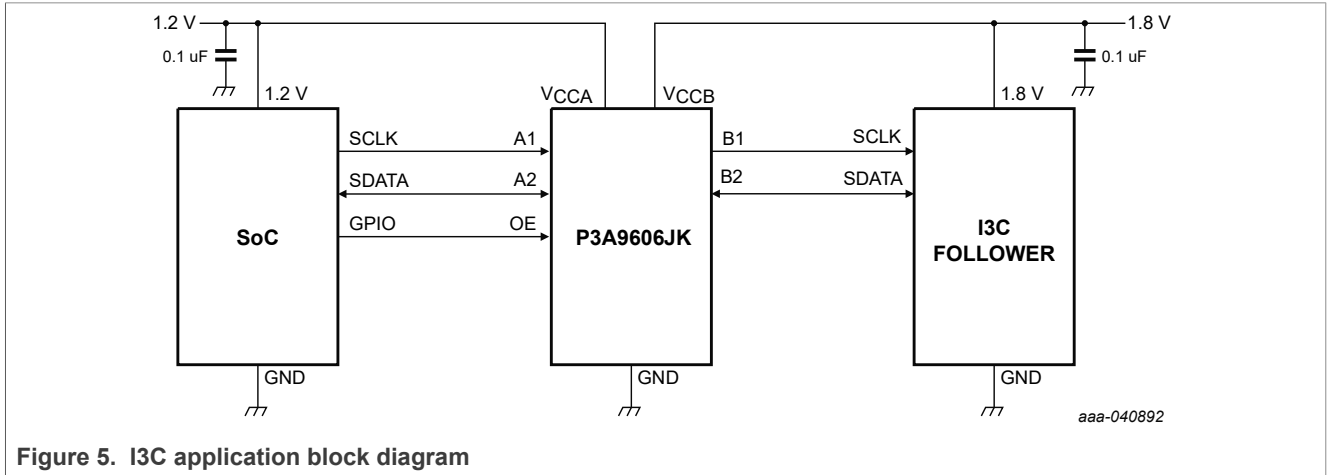 1.2 V
1.8 V
0.1 uF
0.1 uF
1.2 V
VCCA
VCCB
1.8 V
SCLK
A1
B1
SCLK
SDATA
A2
B2
SDATA
GPIO
OE
SoC
P3A9606JK
I3C
FOLLOWER
GND
GND
GND
aaa-040892
Figure 5. I3C application block diagram